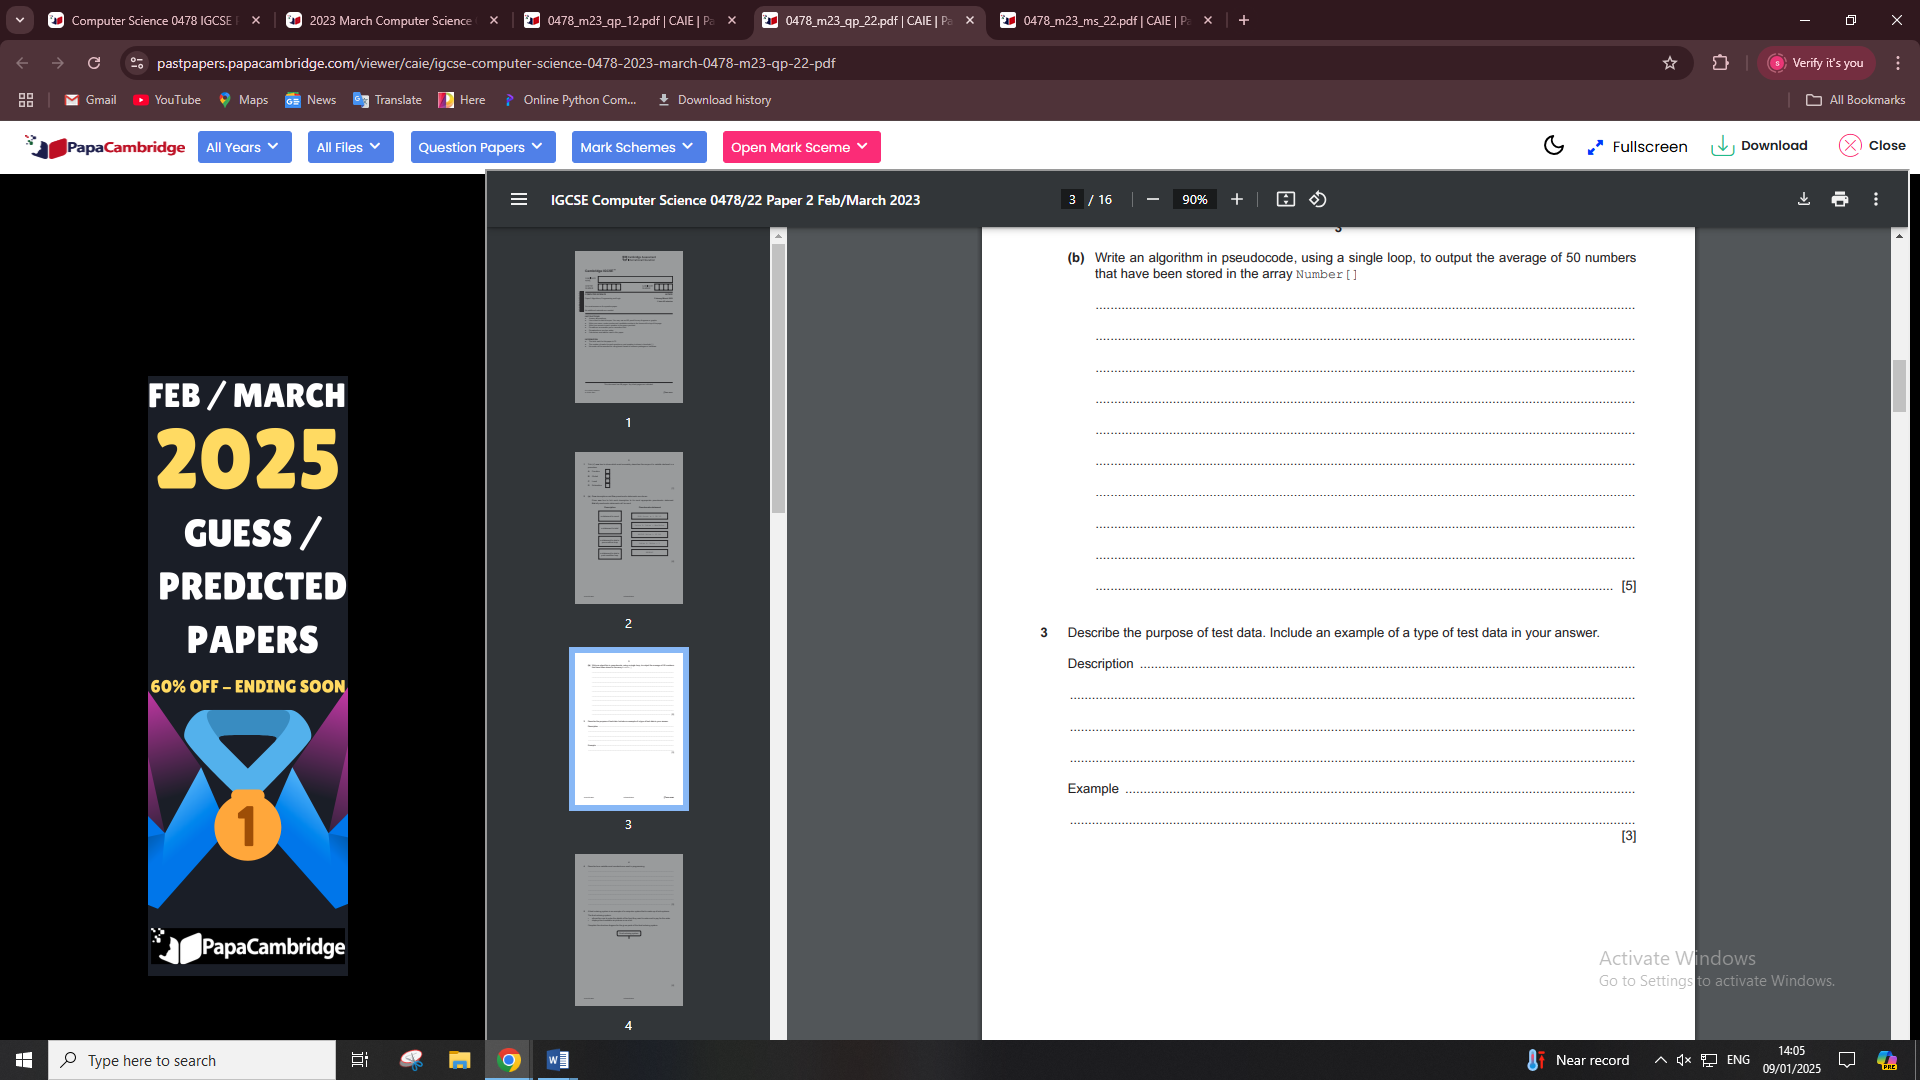 Computer Science 0478 IGCSE
2023 March Computer Science
0478_m23_qp_12.pdf | CAIE | Pa
0478_m23_qp_22.pdf | CAIE | Pa
0478_m23_ms_22.pdf | CAIE | Pa
pastpapers.papacambridge.com/viewer/caie/igcse-computer-science-0478-2023-march-0478-m23-qp-22-pdf
Verify it's you
Gmail
YouTube
Maps
News
Translate
Here
Online Python Com...
Download history
All Bookmarks
PapaCambridge
All Years
All Files
Question Papers
Mark Schemes
Open Mark Sceme
Fullscreen
Download
Close
IGCSE Computer Science 0478/22 Paper 2 Feb/March 2023
3 / 16
90%
FEB / MARCH
2025
GUESS /
PREDICTED
PAPERS
60% OFF – ENDING SOON
1
PapaCambridge
1
2
3
4
3
(b) Write an algorithm in pseudocode, using a single loop, to output the average of 50 numbers
that have been stored in the array Number[]
[5]
3 Describe the purpose of test data. Include an example of a type of test data in your answer.
Description
Example
[3]
Activate Windows
Go to Settings to activate Windows.
Type here to search
W
Near record
ENG
14:05
09/01/2025